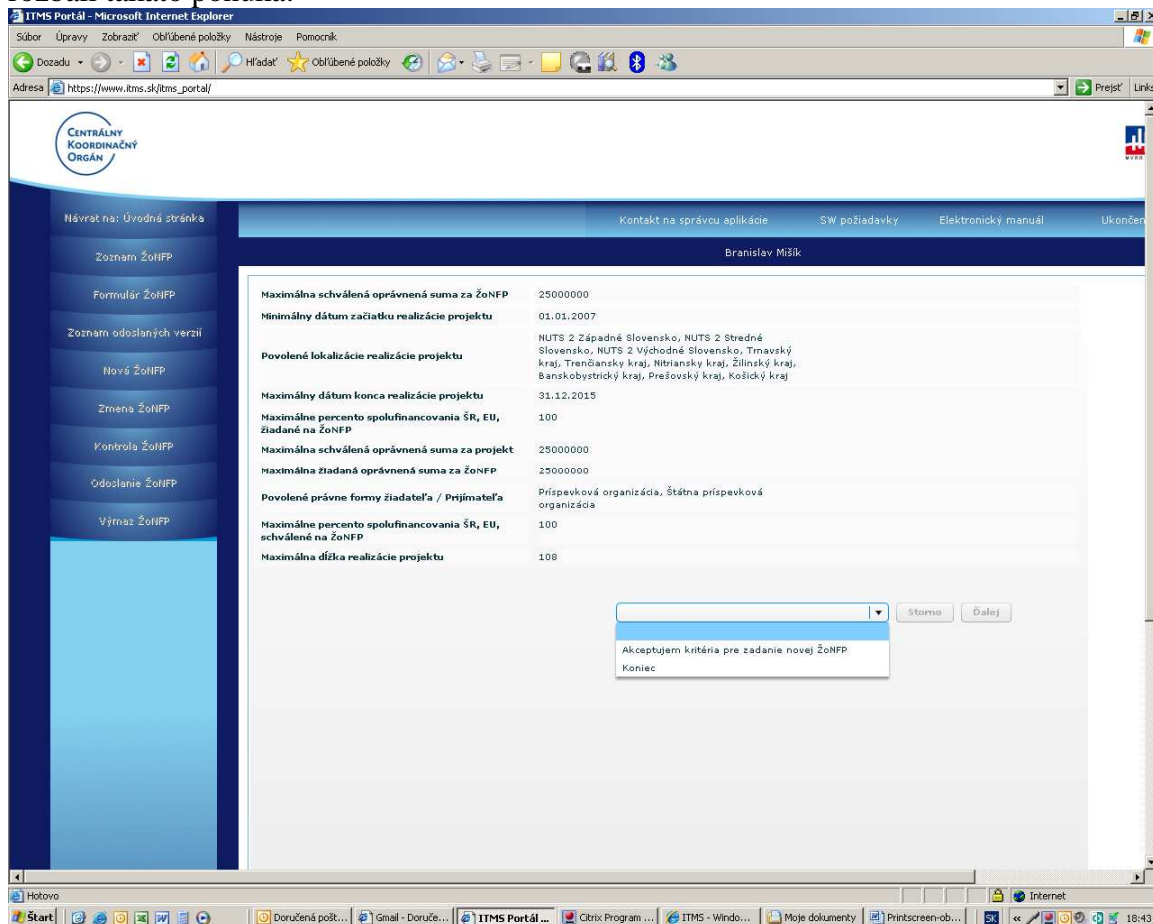 ITMS Portál - Microsoft Internet Explorer
Súbor Úpravy Zobraziť Obľúbené položky Nástroje Pomocník
Dozadu Hľadať Obľúbené položky
Adresa https://www.itms.sk/itms_portal/ Prejsť Links
CENTRÁLNY
KOORDINAČNÝ
ORGÁN
MVRR
Návrat na: Úvodná stránka
Kontakt na správcu aplikácie SW požiadavky Elektronický manuál Ukončen
Branislav Mišík
Zoznam ŽoNFP
Formulár ŽoNFP
Zoznam odoslaných verzií
Nová ŽoNFP
Zmena ŽoNFP
Kontrola ŽoNFP
Odoslanie ŽoNFP
Výmaz ŽoNFP
Maximálna schválená oprávnená suma za ŽoNFP 25000000
Minimálny dátum začiatku realizácie projektu 01.01.2007
Povolené lokalizácie realizácie projektu
NUTS 2 Západné Slovensko, NUTS 2 Stredné
Slovensko, NUTS 2 Východné Slovensko, Trnavský
kraj, Trenčiansky kraj, Nitriansky kraj, Žilinský kraj,
Banskobystrický kraj, Prešovský kraj, Košický kraj
Maximálny dátum konca realizácie projektu 31.12.2015
Maximálne percento spolufinancovania ŠR, EU,
žiadané na ŽoNFP
100
Maximálna schválená oprávnená suma za projekt 25000000
Maximálna žiadaná oprávnená suma za ŽoNFP 25000000
Povolené právne formy žiadateľa / Prijímateľa
Príspevková organizácia, Štátna príspevková
organizácia
Maximálne percento spolufinancovania ŠR, EU,
schválené na ŽoNFP
100
Maximálna dĺžka realizácie projektu 108
Storno Ďalej
Akceptujem kritéria pre zadanie novej ŽoNFP
Koniec
Hotovo Internet
Štart Doručená pošt... Gmail - Doruče... ITMS Portál ... Citrix Program ... ITMS - Windo... Moje dokumenty Printscreen-ob... SK 18:43